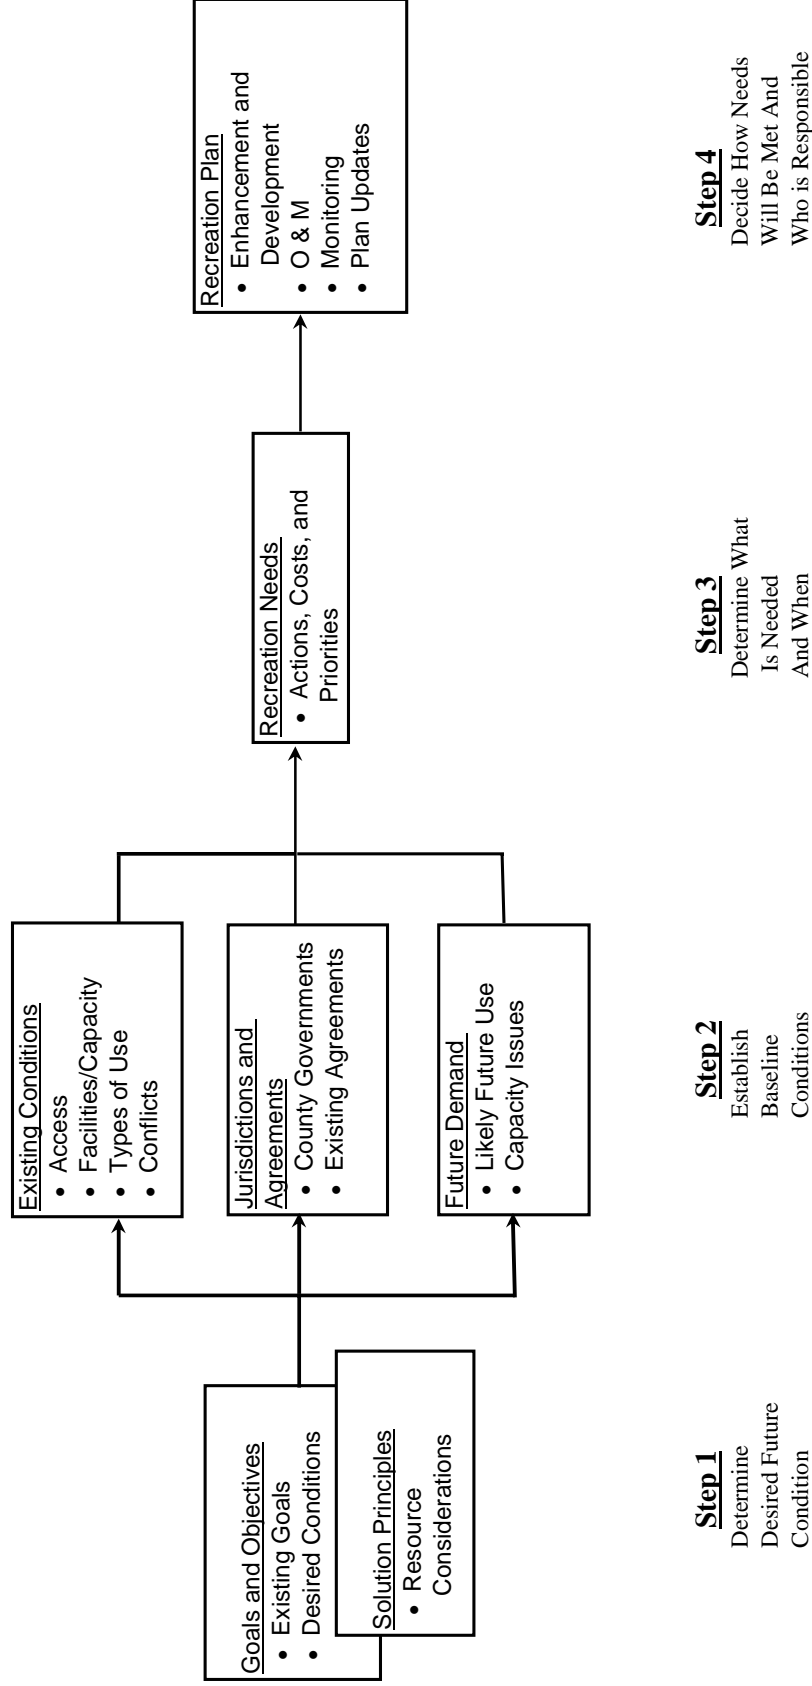 Goals and Objectives
• Existing Goals
• Desired Conditions
Solution Principles
• Resource
Considerations
Existing Conditions
• Access
• Facilities/Capacity
• Types of Use
• Conflicts
Jurisdictions and
Agreements
• County Governments
• Existing Agreements
Future Demand
• Likely Future Use
• Capacity Issues
Recreation Needs
• Actions, Costs, and
Priorities
Recreation Plan
• Enhancement and
Development
• O & M
• Monitoring
• Plan Updates
Step 1
Determine
Desired Future
Condition
Step 2
Establish
Baseline
Conditions
Step 3
Determine What
Is Needed
And When
Step 4
Decide How Needs
Will Be Met And
Who is Responsible